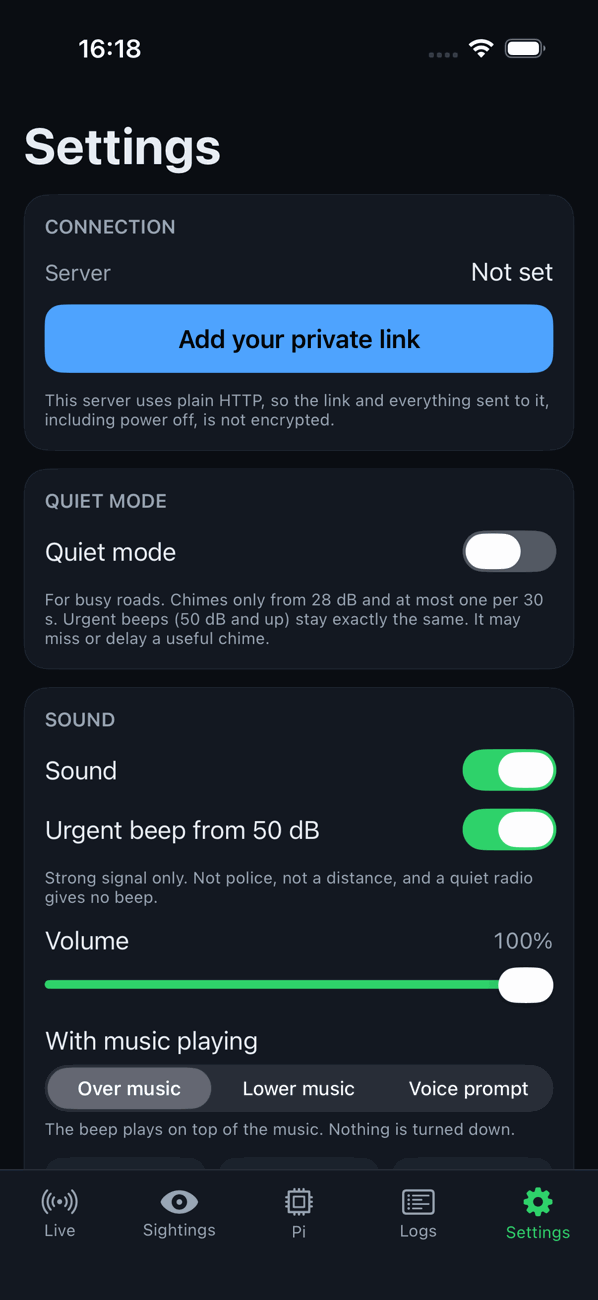 16:18
Settings
CONNECTION
Server
Not set
Add your private link
This server uses plain HTTP, so the link and everything sent to it,
including power off, is not encrypted.
QUIET MODE
Quiet mode
For busy roads. Chimes only from 28 dB and at most one per 30
s. Urgent beeps (50 dB and up) stay exactly the same. It may
miss or delay a useful chime.
SOUND
Sound
Urgent beep from 50 dB
Strong signal only. Not police, not a distance, and a quiet radio
gives no beep.
Volume
100%
With music playing
Over music
Lower music
Voice prompt
The beep plays on top of the music. Nothing is turned down.
Live
Sightings
Pi
Logs
Settings